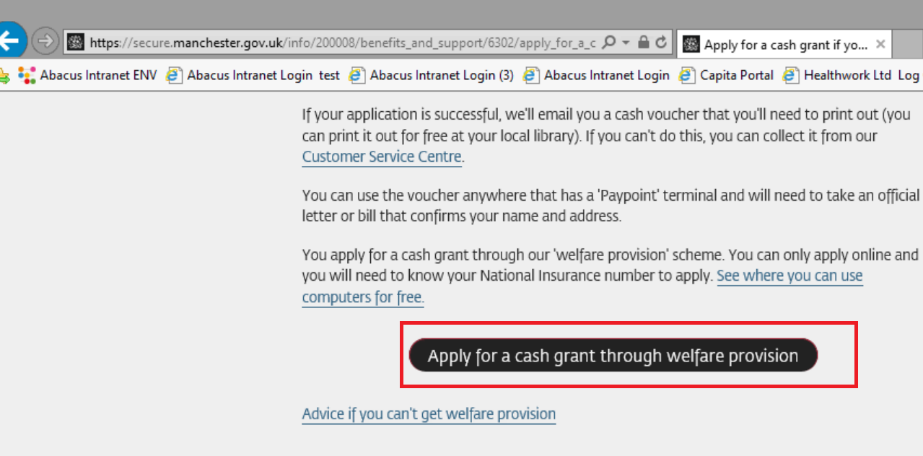 https://secure.manchester.gov.uk/info/200008/benefits_and_support/6302/apply_for_a_c
Apply for a cash grant if yo...
Abacus Intranet ENV
Abacus Intranet Login test
Abacus Intranet Login (3)
Abacus Intranet Login
Capita Portal
Healthwork Ltd Log
If your application is successful, we'll email you a cash voucher that you'll need to print out (you
can print it out for free at your local library). If you can't do this, you can collect it from our
Customer Service Centre.
You can use the voucher anywhere that has a 'Paypoint' terminal and will need to take an official
letter or bill that confirms your name and address.
You apply for a cash grant through our 'welfare provision' scheme. You can only apply online and
you will need to know your National Insurance number to apply. See where you can use
computers for free.
Apply for a cash grant through welfare provision
Advice if you can't get welfare provision